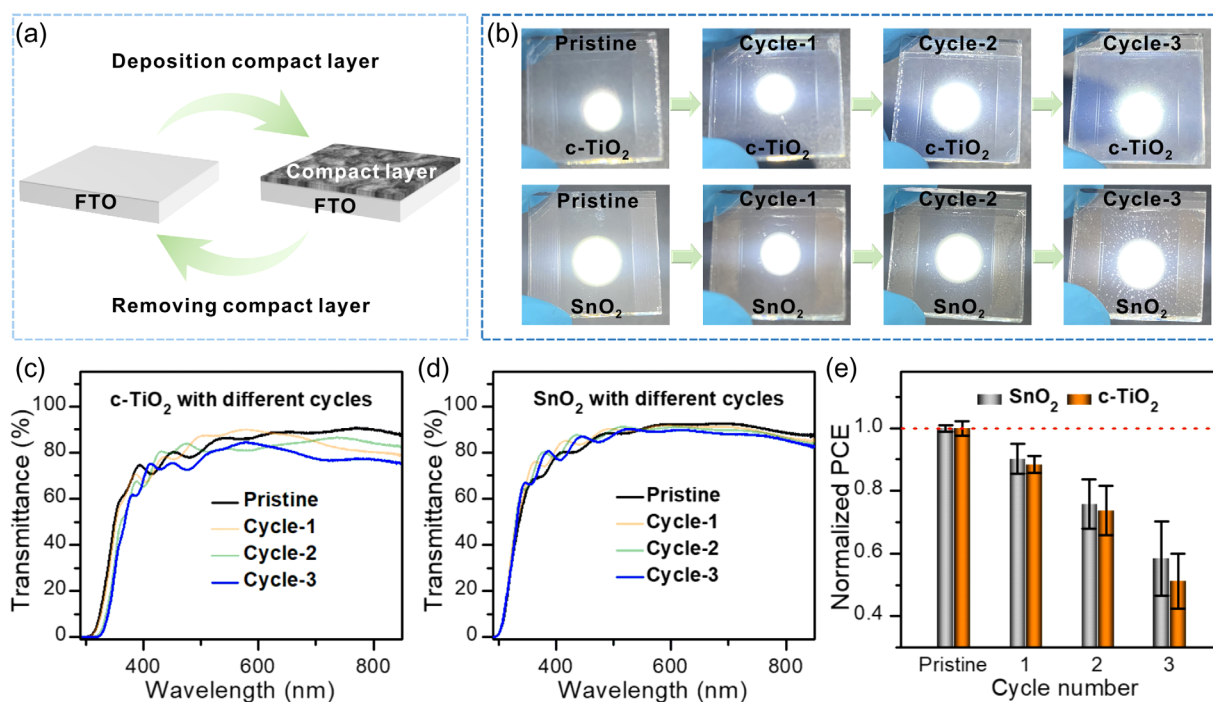 (a)
Deposition compact layer
Compact layer
FTO
FTO
Removing compact layer
(b)
Pristine
Cycle-1
Cycle-2
Cycle-3
c-TiO₂
c-TiO₂
c-TiO₂
c-TiO₂
Pristine
Cycle-1
Cycle-2
Cycle-3
SnO₂
SnO₂
SnO₂
SnO₂
(c)
c-TiO₂ with different cycles
Transmittance (%)
100
80
60
40
20
0
Pristine
Cycle-1
Cycle-2
Cycle-3
400
600
800
Wavelength (nm)
(d)
SnO₂ with different cycles
Transmittance (%)
100
80
60
40
20
0
Pristine
Cycle-1
Cycle-2
Cycle-3
400
600
800
Wavelength (nm)
(e)
SnO₂
c-TiO₂
Normalized PCE
1.0
0.8
0.6
0.4
Pristine
1
2
3
Cycle number